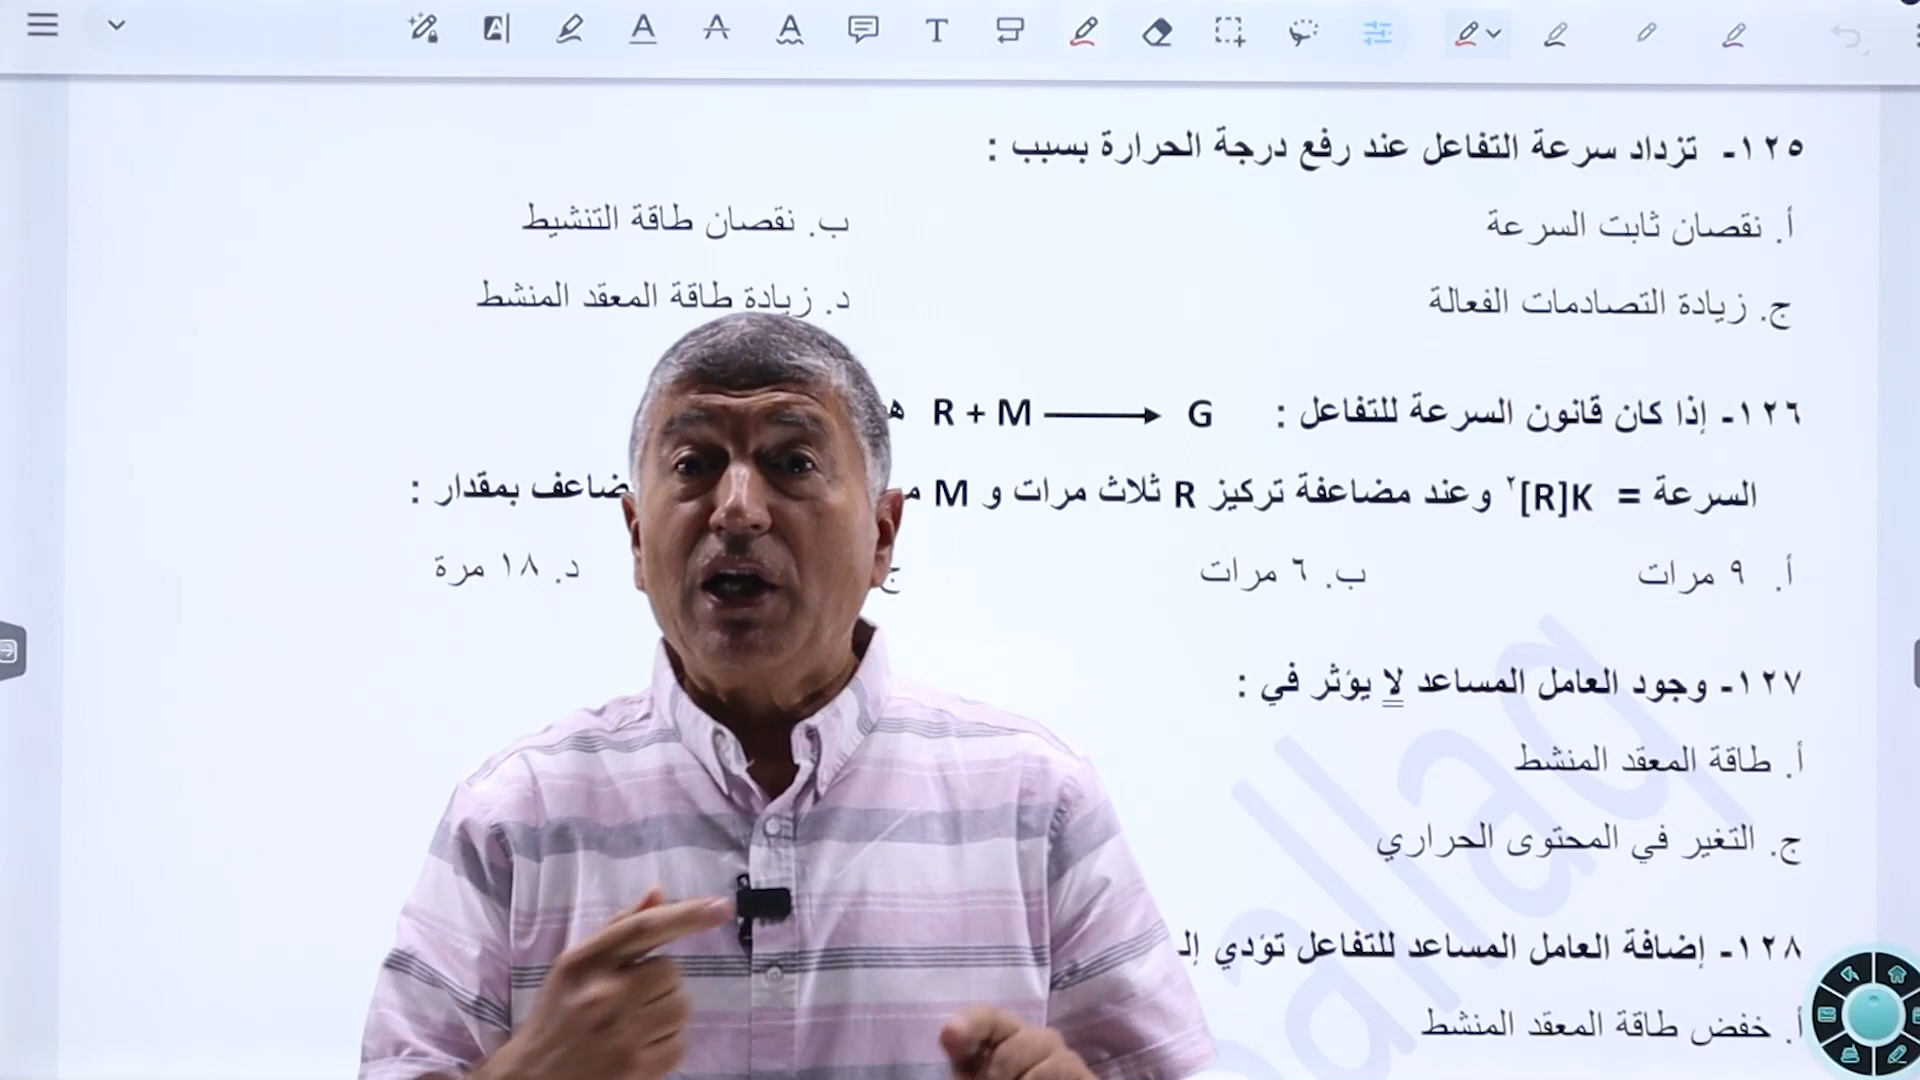 ١٢٥- تزداد سرعة التفاعل عند رفع درجة الحرارة بسبب :
أ. نقصان ثابت السرعة
ب. نقصان طاقة التنشيط
ج. زيادة التصادمات الفعالة
د. زيادة طاقة المعقد المنشط
١٢٦- إذا كان قانون السرعة للتفاعل : R + M ⟶ G
السرعة = K[R]٢ وعند مضاعفة تركيز R ثلاث مرات و M ضاعف بمقدار :
أ. ٩ مرات
ب. ٦ مرات
ج
د. ١٨ مرة
١٢٧- وجود العامل المساعد لا يؤثر في :
أ. طاقة المعقد المنشط
ج. التغير في المحتوى الحراري
١٢٨- إضافة العامل المساعد للتفاعل تؤدي إلـ
أ. خفض طاقة المعقد المنشط